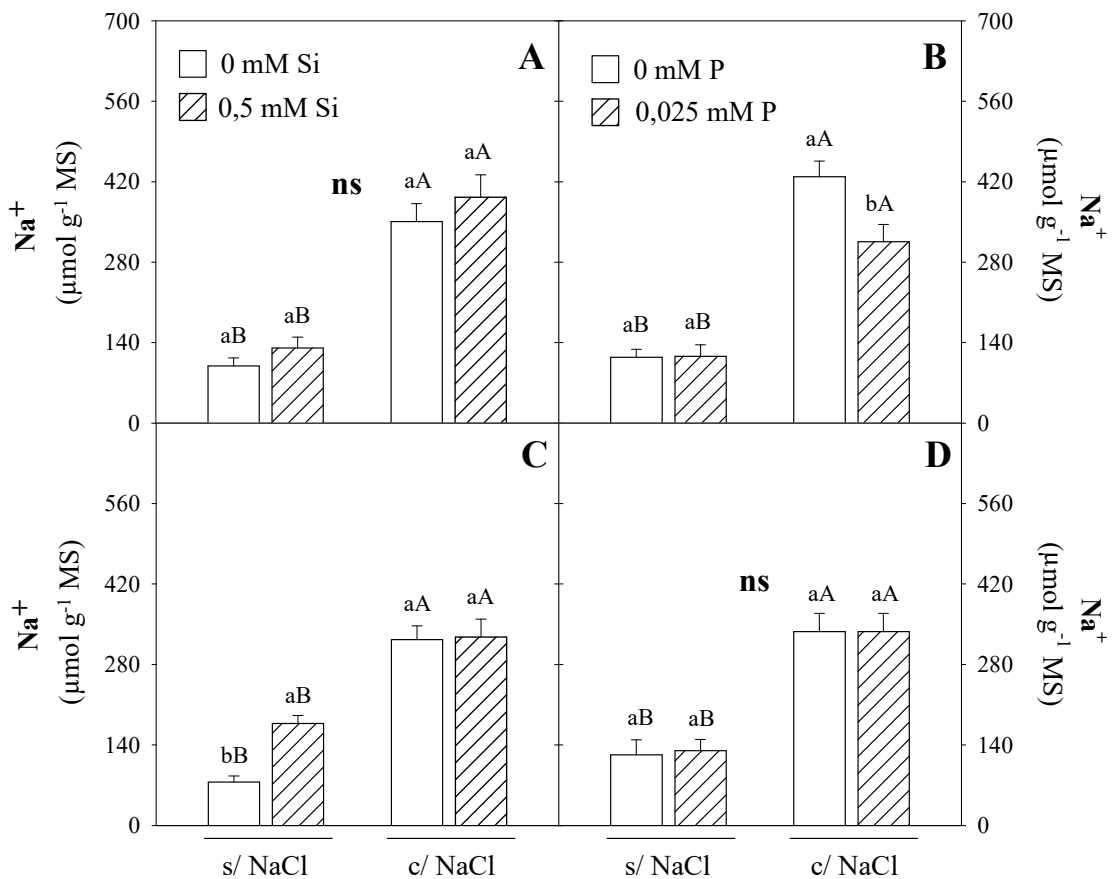 A
0 mM Si
0,5 mM Si
ns
aB
aB
aA
aA
700
560
420
280
140
0
Na+
(µmol g-1 MS)
B
0 mM P
0,025 mM P
aB
aB
aA
bA
700
560
420
280
140
0
Na+
(µmol g-1 MS)
C
bB
aB
aA
aA
560
420
280
140
0
Na+
(µmol g-1 MS)
s/ NaCl
c/ NaCl
D
ns
aB
aB
aA
aA
560
420
280
140
0
Na+
(µmol g-1 MS)
s/ NaCl
c/ NaCl